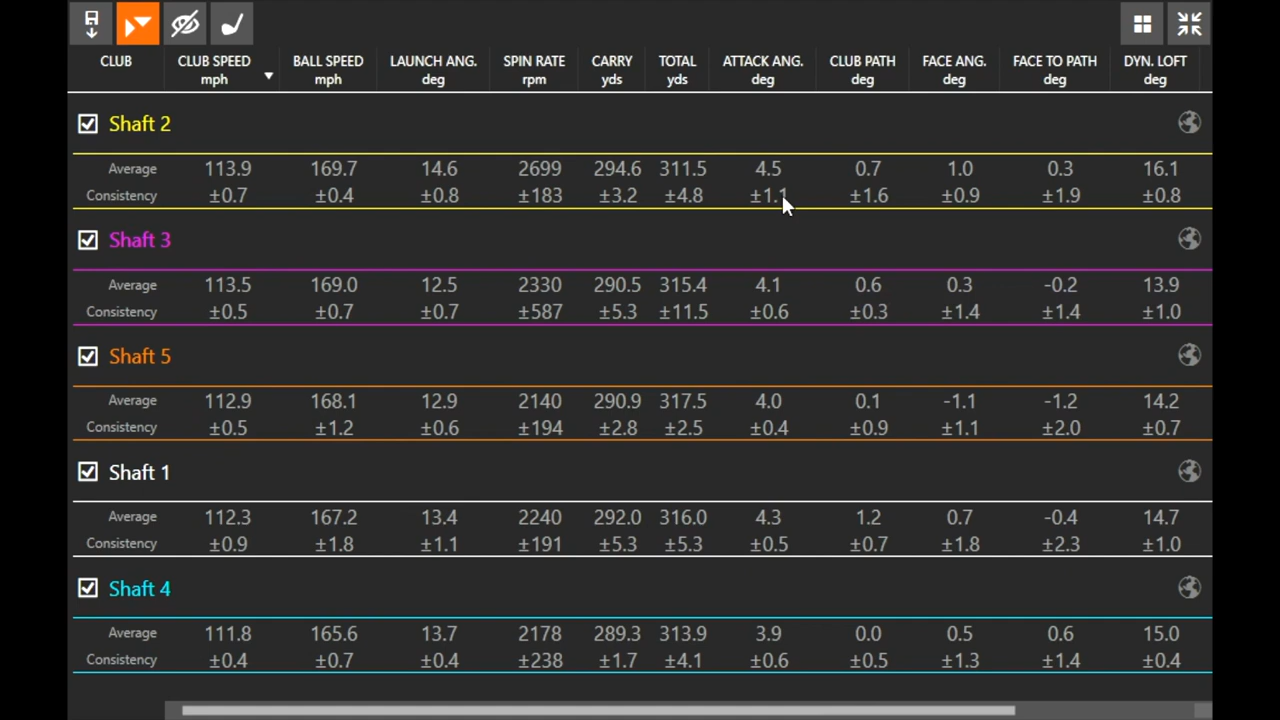 CLUB CLUB SPEED mph BALL SPEED mph LAUNCH ANG. deg SPIN RATE rpm CARRY yds TOTAL yds ATTACK ANG. deg CLUB PATH deg FACE ANG. deg FACE TO PATH deg DYN. LOFT deg
Shaft 2
Average 113.9 169.7 14.6 2699 294.6 311.5 4.5 0.7 1.0 0.3 16.1
Consistency ±0.7 ±0.4 ±0.8 ±183 ±3.2 ±4.8 ±1.1 ±1.6 ±0.9 ±1.9 ±0.8
Shaft 3
Average 113.5 169.0 12.5 2330 290.5 315.4 4.1 0.6 0.3 -0.2 13.9
Consistency ±0.5 ±0.7 ±0.7 ±587 ±5.3 ±11.5 ±0.6 ±0.3 ±1.4 ±1.4 ±1.0
Shaft 5
Average 112.9 168.1 12.9 2140 290.9 317.5 4.0 0.1 -1.1 -1.2 14.2
Consistency ±0.5 ±1.2 ±0.6 ±194 ±2.8 ±2.5 ±0.4 ±0.9 ±1.1 ±2.0 ±0.7
Shaft 1
Average 112.3 167.2 13.4 2240 292.0 316.0 4.3 1.2 0.7 -0.4 14.7
Consistency ±0.9 ±1.8 ±1.1 ±191 ±5.3 ±5.3 ±0.5 ±0.7 ±1.8 ±2.3 ±1.0
Shaft 4
Average 111.8 165.6 13.7 2178 289.3 313.9 3.9 0.0 0.5 0.6 15.0
Consistency ±0.4 ±0.7 ±0.4 ±238 ±1.7 ±4.1 ±0.6 ±0.5 ±1.3 ±1.4 ±0.4